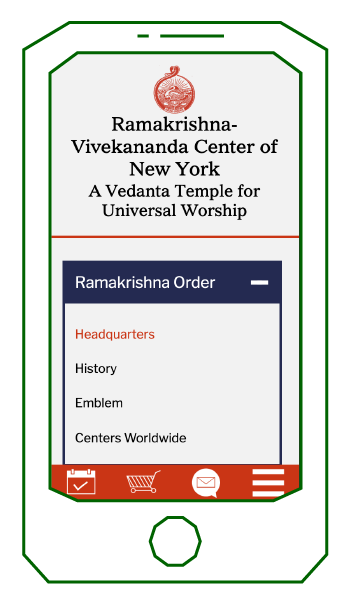 Ramakrishna-
Vivekananda Center of
New York
A Vedanta Temple for
Universal Worship
Ramakrishna Order
Headquarters
History
Emblem
Centers Worldwide